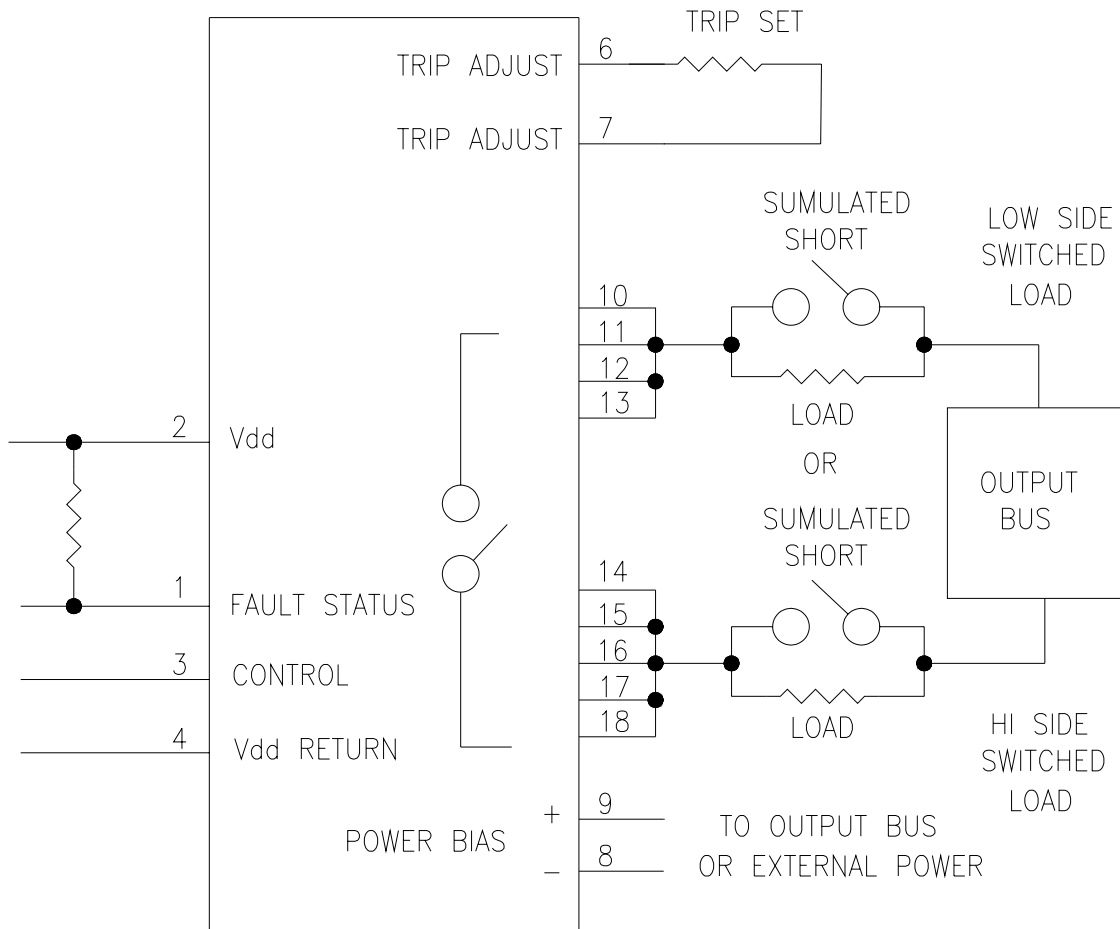 TRIP SET
6
TRIP ADJUST
7
TRIP ADJUST
SUMULATED
SHORT
LOW SIDE
SWITCHED
LOAD
10
11
12
13
LOAD
OR
2
Vdd
OUTPUT
BUS
SUMULATED
SHORT
14
15
16
17
18
1
FAULT STATUS
3
CONTROL
4
Vdd RETURN
LOAD
HI SIDE
SWITCHED
LOAD
POWER BIAS
+
9
−
8
TO OUTPUT BUS
OR EXTERNAL POWER